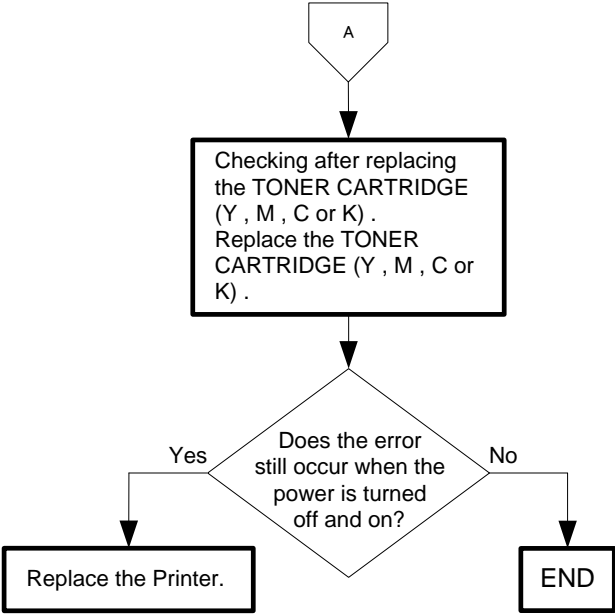 A
Checking after replacing
the TONER CARTRIDGE
(Y , M , C or K) .
Replace the TONER
CARTRIDGE (Y , M , C or
K) .
Does the error
still occur when the
power is turned
off and on?
Yes
No
Replace the Printer.
END